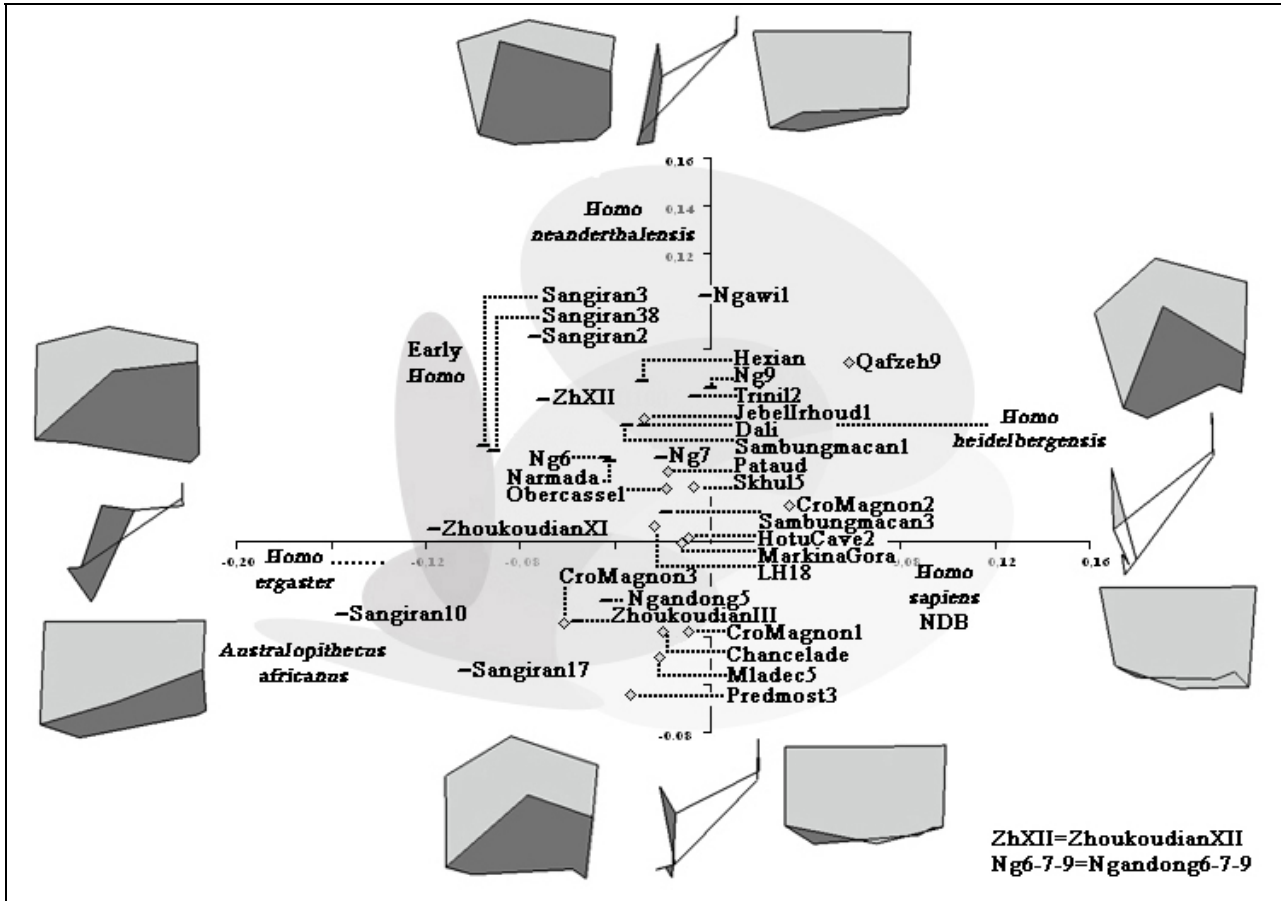 0,16
Homo
neanderthalensis
0,14
0,12
Sangiran3
Ngawi1
Sangiran38
Sangiran2
Early
Homo
Hexian
Qafzeh9
Ng9
ZhXII
Trinil2
JebelIrhoud1
Homo
heidelbergensis
Dali
Sambungmacan1
Ng6
Ng7
Pataud
Narmada
Skhul5
Obercassel
CroMagnon2
Sambungmacan3
ZhoukoudianXI
HotuCave2
-0,20
-0,12
-0,08
0,08
0,12
0,16
MarkinaGora
Homo
ergaster
LH18
Homo
sapiens
NDB
CroMagnon3
Ngandong5
Sangiran10
ZhoukoudianIII
CroMagnon1
Australopithecus
africanus
Chancelade
Sangiran17
Mladec5
Predmost3
-0,08
ZhXII=ZhoukoudianXII
Ng6-7-9=Ngandong6-7-9